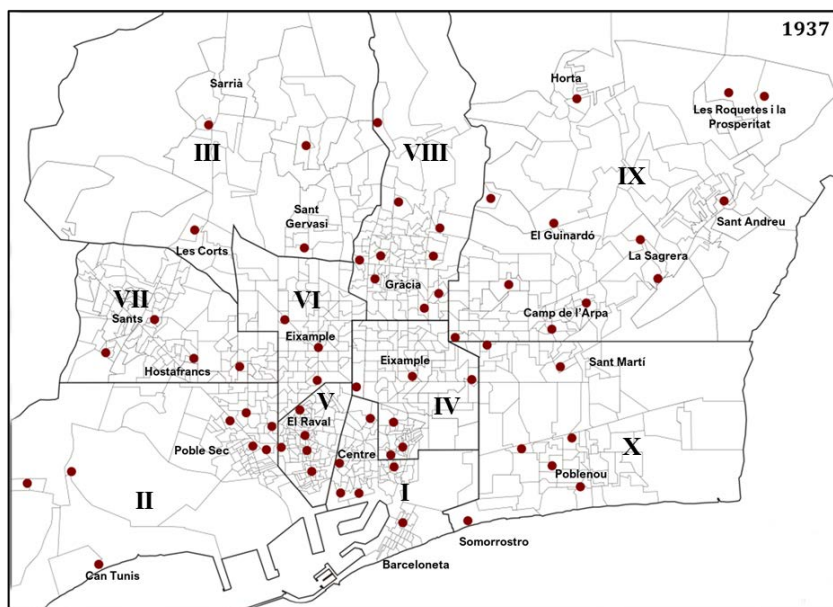 1937
Sarrià
Horta
Les Roquetes i la
Prosperitat
III
VIII
IX
Sant
Gervasi
Sant Andreu
El Guinardó
Les Corts
La Sagrera
Gràcia
VII
VI
Sants
Camp de l'Arpa
Eixample
Eixample
Sant Martí
Hostafrancs
V
IV
El Raval
Poble Sec
Centre
X
Poblenou
II
I
Somorrostro
Barceloneta
Can Tunis